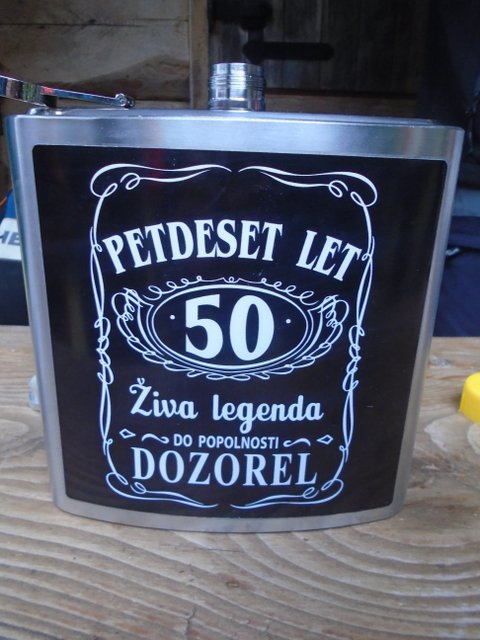 PETDESET LET
50
Živa legenda
DO POPOLNOSTI
DOZOREL